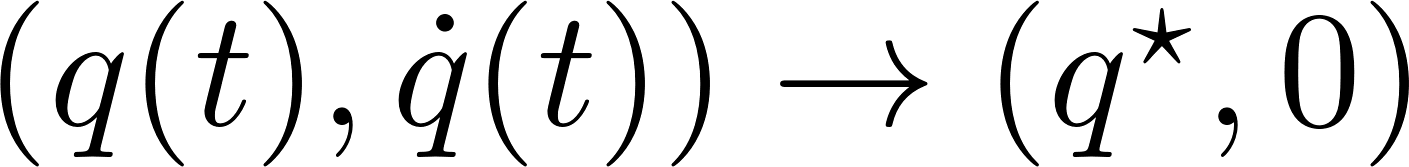 (q(t), q̇(t)) → (q⋆, 0)